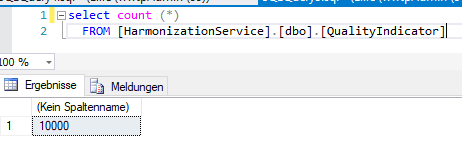 1 select count (*)
2 FROM [HarmonizationService].[dbo].[QualityIndicator]
100 %
Ergebnisse Meldungen
(Kein Spaltenname)
1 10000